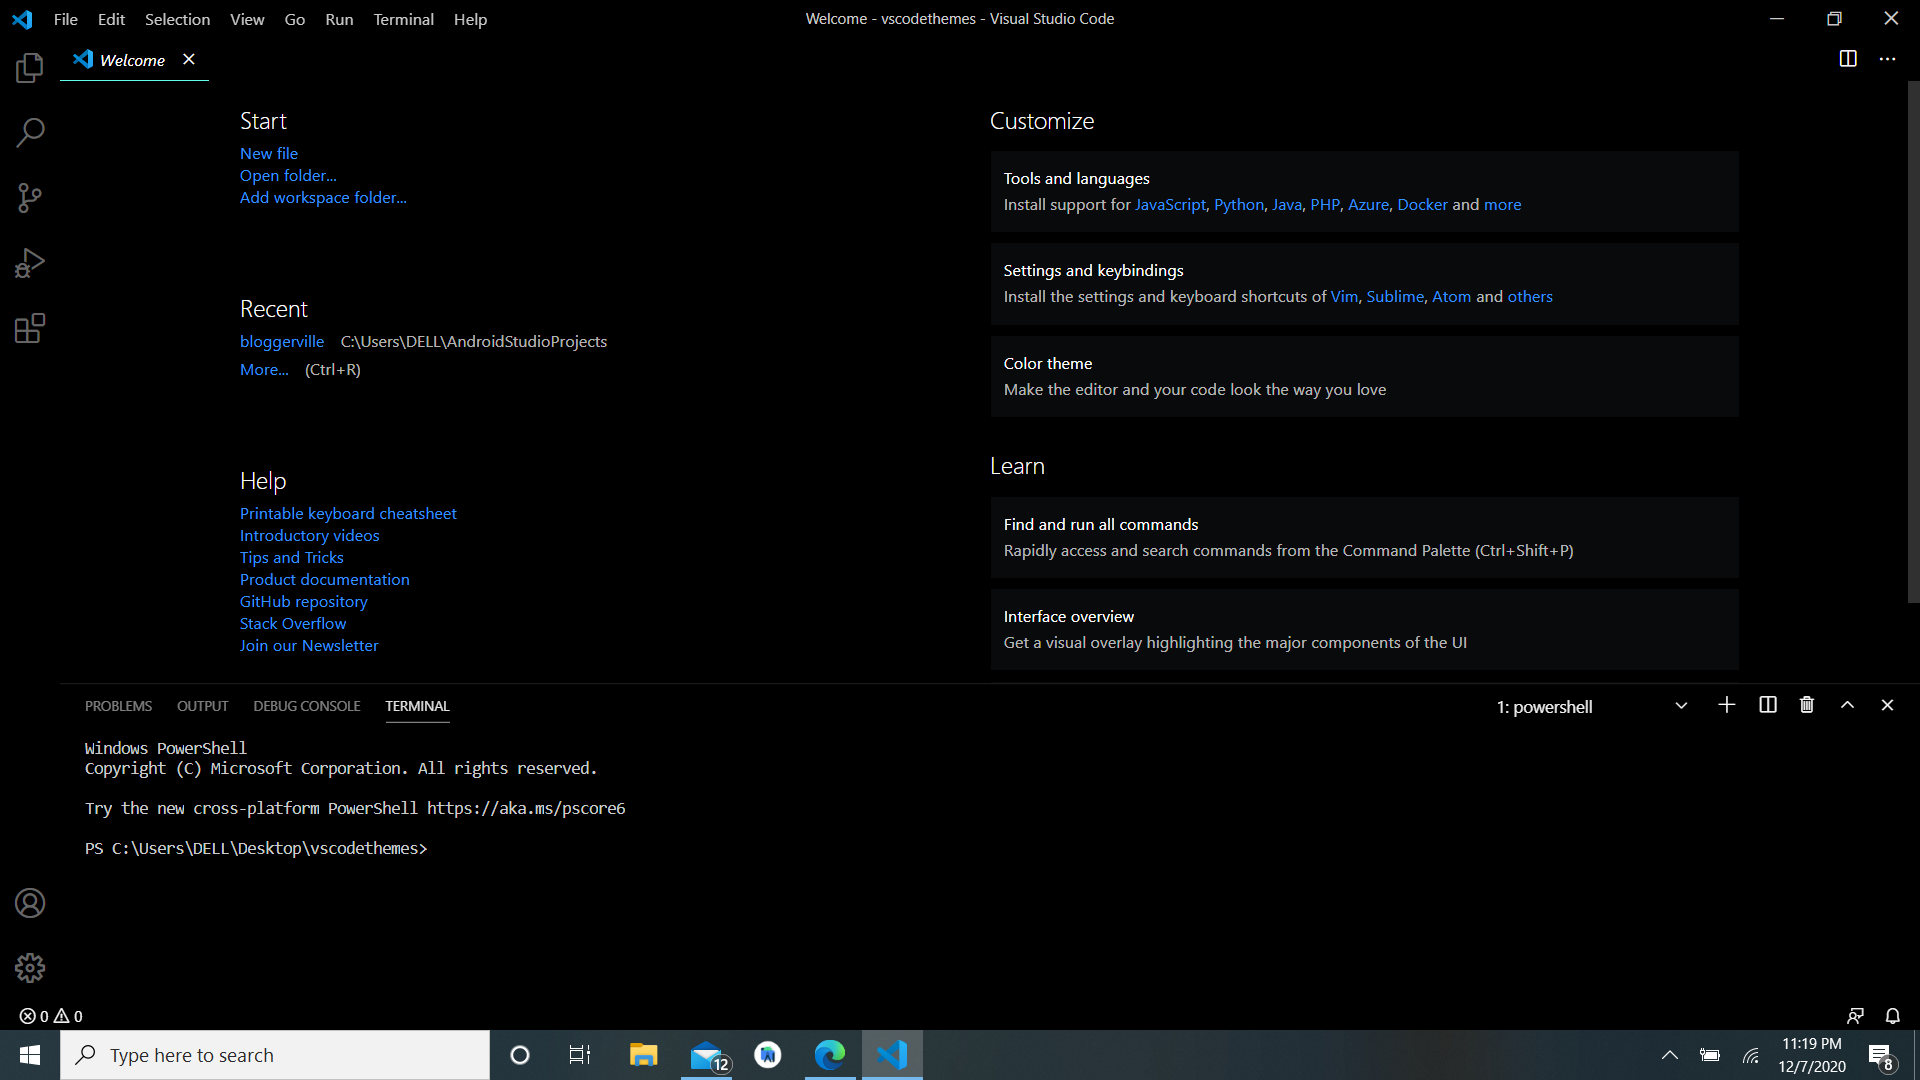 File Edit Selection View Go Run Terminal Help
Welcome - vscodethemes - Visual Studio Code
Welcome
Start
New file
Open folder...
Add workspace folder...
Recent
bloggerville C:\Users\DELL\AndroidStudioProjects
More... (Ctrl+R)
Help
Printable keyboard cheatsheet
Introductory videos
Tips and Tricks
Product documentation
GitHub repository
Stack Overflow
Join our Newsletter
Customize
Tools and languages
Install support for JavaScript, Python, Java, PHP, Azure, Docker and more
Settings and keybindings
Install the settings and keyboard shortcuts of Vim, Sublime, Atom and others
Color theme
Make the editor and your code look the way you love
Learn
Find and run all commands
Rapidly access and search commands from the Command Palette (Ctrl+Shift+P)
Interface overview
Get a visual overlay highlighting the major components of the UI
PROBLEMS OUTPUT DEBUG CONSOLE TERMINAL
1: powershell
Windows PowerShell
Copyright (C) Microsoft Corporation. All rights reserved.
Try the new cross-platform PowerShell https://aka.ms/pscore6
PS C:\Users\DELL\Desktop\vscodethemes>
0 0
Type here to search
12
11:19 PM
12/7/2020
8